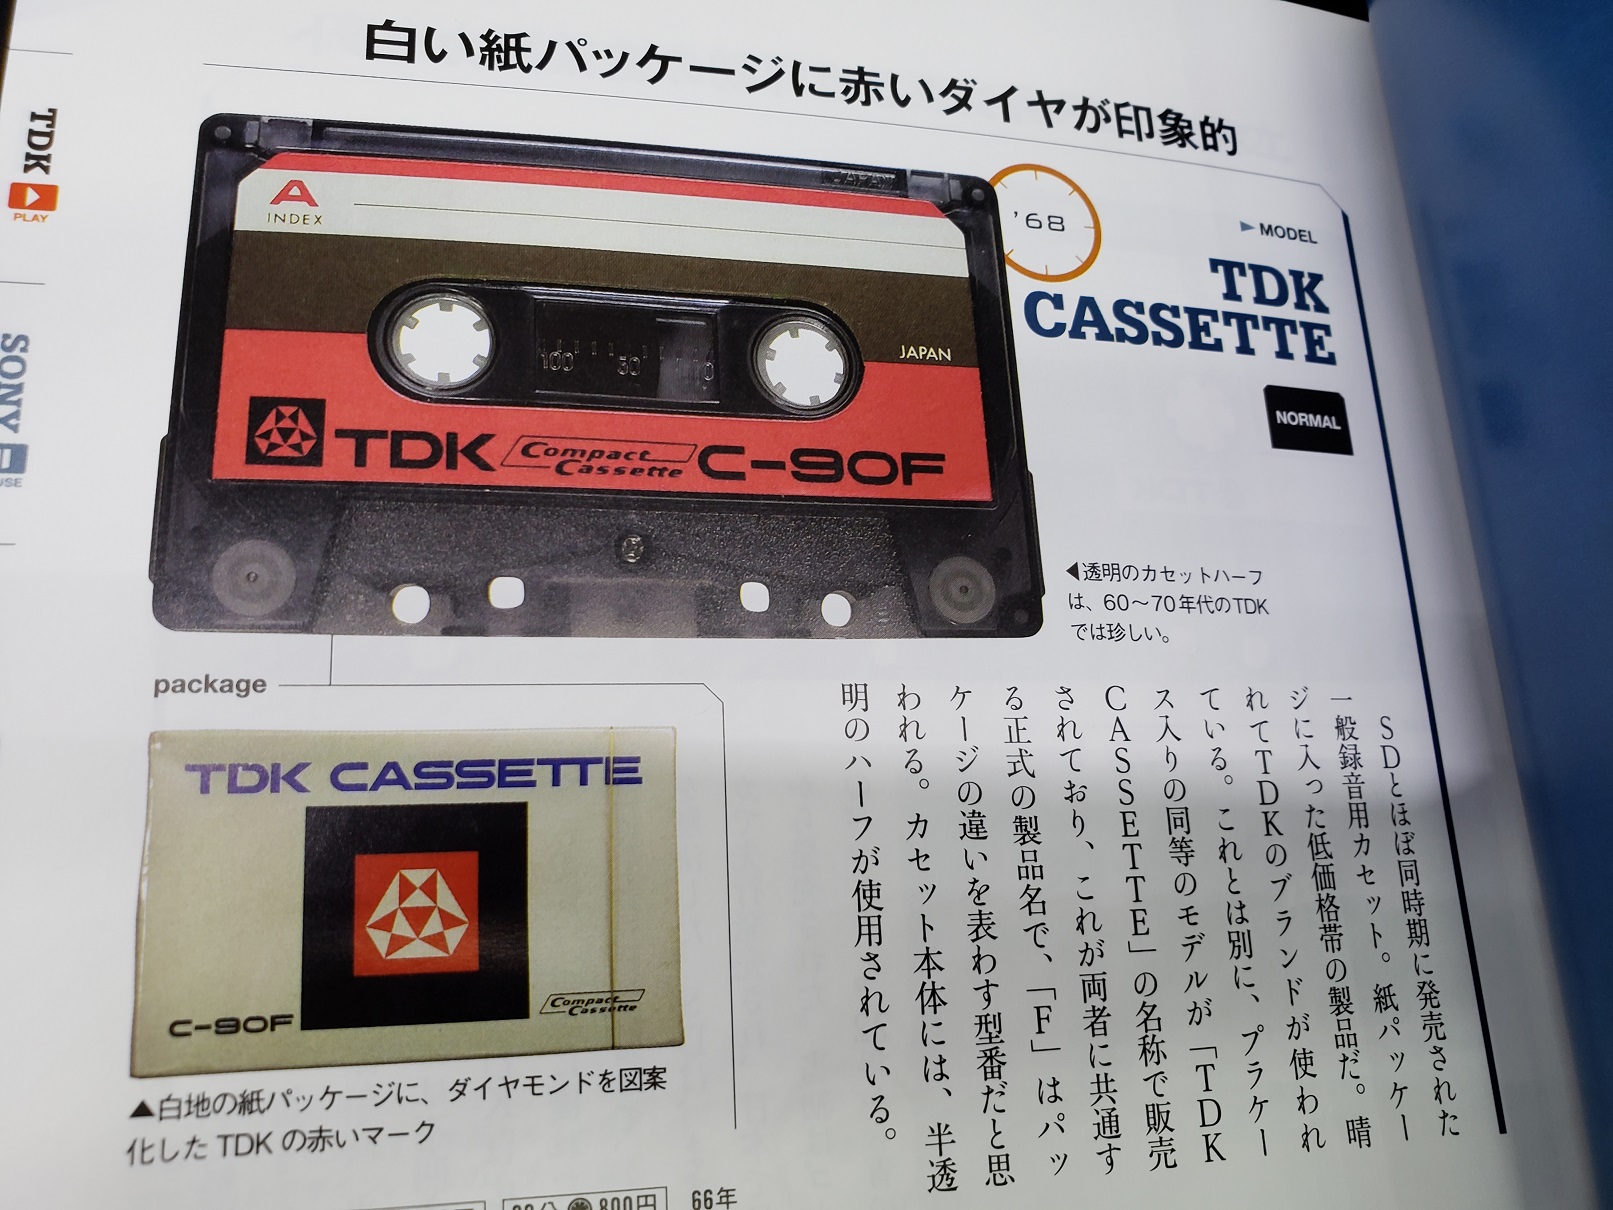 白い紙パッケージに赤いダイヤが印象的
TDK
PLAY
SONY
A
INDEX
JAPAN
100 50 0
JAPAN
TDK Compact Cassette C-90F
'68
▶MODEL
TDK
CASSETTE
NORMAL
◀透明のカセットハーフ
は、60～70年代のTDK
では珍しい。
package
TDK CASSETTE
C-90F
Compact
Cassette
▲白地の紙パッケージに、ダイヤモンドを図案
化したTDKの赤いマーク
SDとほぼ同時期に発売された
一般録音用カセット。紙パッケー
ジに入った低価格帯の製品だ。晴
れてTDKのブランドが使われ
ている。これとは別に、プラケー
ス入りの同等のモデルが「TDK
CASSETTE」の名称で販売
されており、これが両者に共通す
る正式の製品名で、「F」はパッ
ケージの違いを表わす型番だと思
われる。カセット本体には、半透
明のハーフが使用されている。
800円
66年